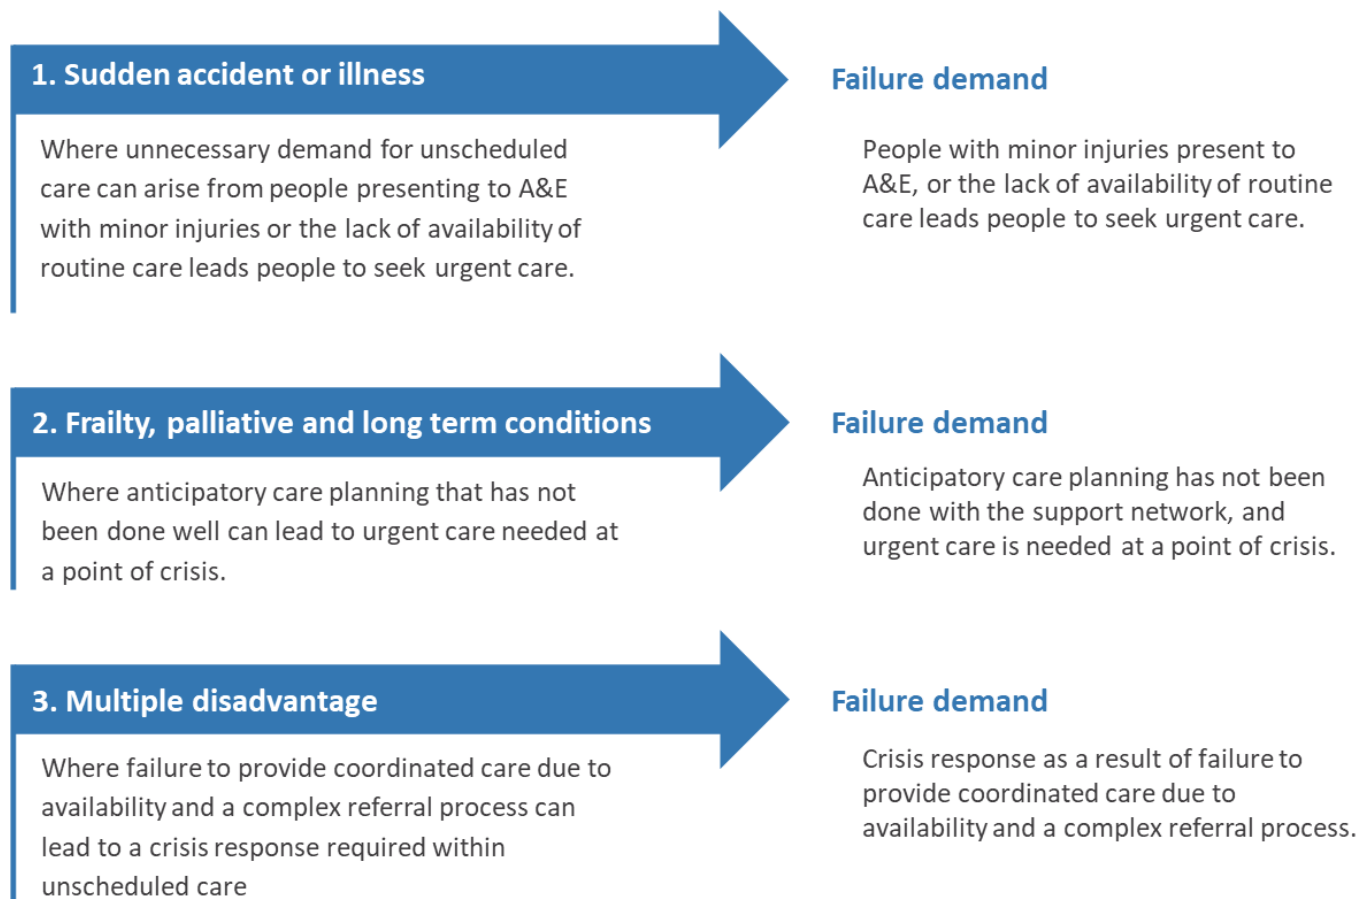 1. Sudden accident or illness
Where unnecessary demand for unscheduled
care can arise from people presenting to A&E
with minor injuries or the lack of availability of
routine care leads people to seek urgent care.
Failure demand
People with minor injuries present to
A&E, or the lack of availability of routine
care leads people to seek urgent care.
2. Frailty, palliative and long term conditions
Where anticipatory care planning that has not
been done well can lead to urgent care needed at
a point of crisis.
Failure demand
Anticipatory care planning has not been
done with the support network, and
urgent care is needed at a point of crisis.
3. Multiple disadvantage
Where failure to provide coordinated care due to
availability and a complex referral process can
lead to a crisis response required within
unscheduled care
Failure demand
Crisis response as a result of failure to
provide coordinated care due to
availability and a complex referral process.